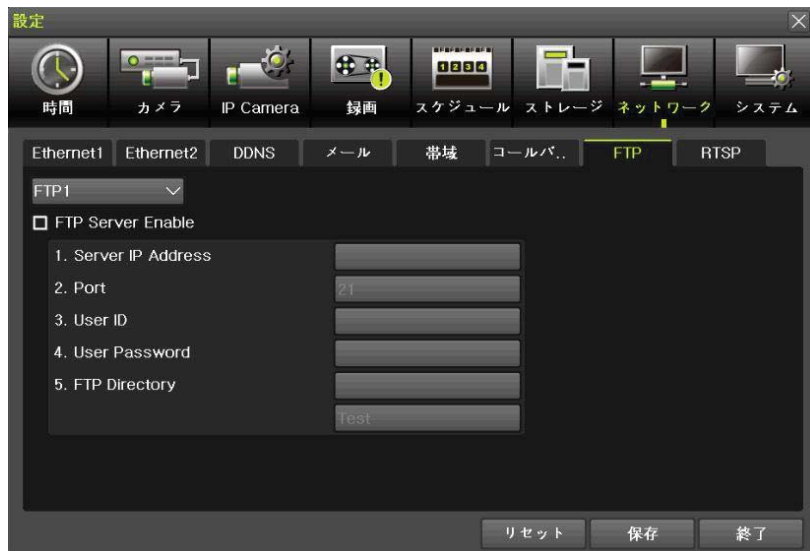 設定
時間 カメラ IP Camera 録画 1234 スケジュール ストレージ ネットワーク システム
Ethernet1 Ethernet2 DDNS メール 帯域 コールバ.. FTP RTSP
FTP1
FTP Server Enable
1. Server IP Address
2. Port 21
3. User ID
4. User Password
5. FTP Directory
Test
リセット 保存 終了